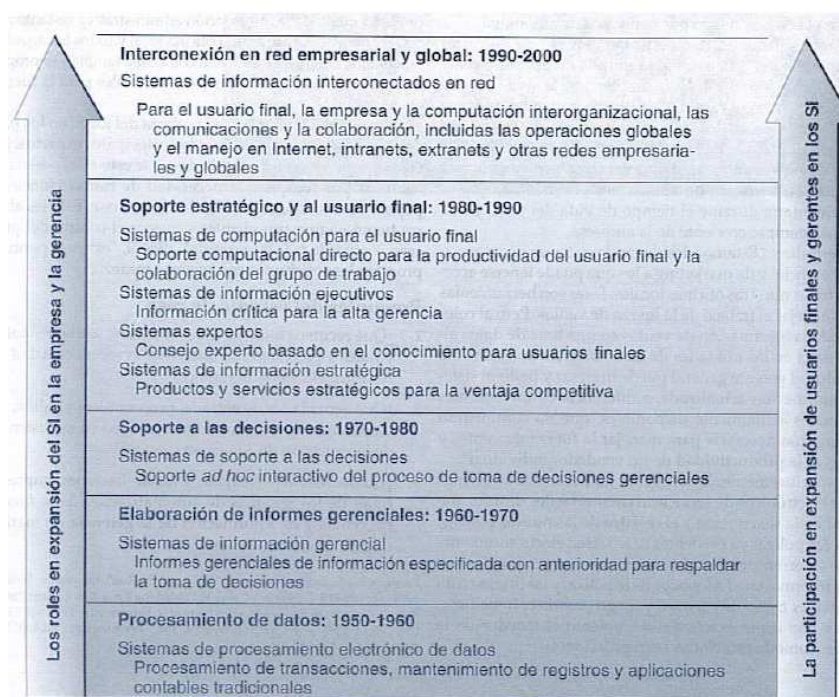 Interconexión en red empresarial y global: 1990-2000
Sistemas de información interconectados en red
Para el usuario final, la empresa y la computación interorganizacional, las
comunicaciones y la colaboración, incluidas las operaciones globales
y el manejo en Internet, intranets, extranets y otras redes empresaria-
les y globales
Soporte estratégico y al usuario final: 1980-1990
Sistemas de computación para el usuario final
Soporte computacional directo para la productividad del usuario final y la
colaboración del grupo de trabajo
Sistemas de información ejecutivos
Información crítica para la alta gerencia
Sistemas expertos
Consejo experto basado en el conocimiento para usuarios finales
Sistemas de información estratégica
Productos y servicios estratégicos para la ventaja competitiva
Soporte a las decisiones: 1970-1980
Sistemas de soporte a las decisiones
Soporte ad hoc interactivo del proceso de toma de decisiones gerenciales
Elaboración de informes gerenciales: 1960-1970
Sistemas de información gerencial
Informes gerenciales de información especificada con anterioridad para respaldar
la toma de decisiones
Procesamiento de datos: 1950-1960
Sistemas de procesamiento electrónico de datos
Procesamiento de transacciones, mantenimiento de registros y aplicaciones
contables tradicionales
Los roles en expansión del SI en la empresa y la gerencia
La participación en expansión de usuarios finales y gerentes en los SI